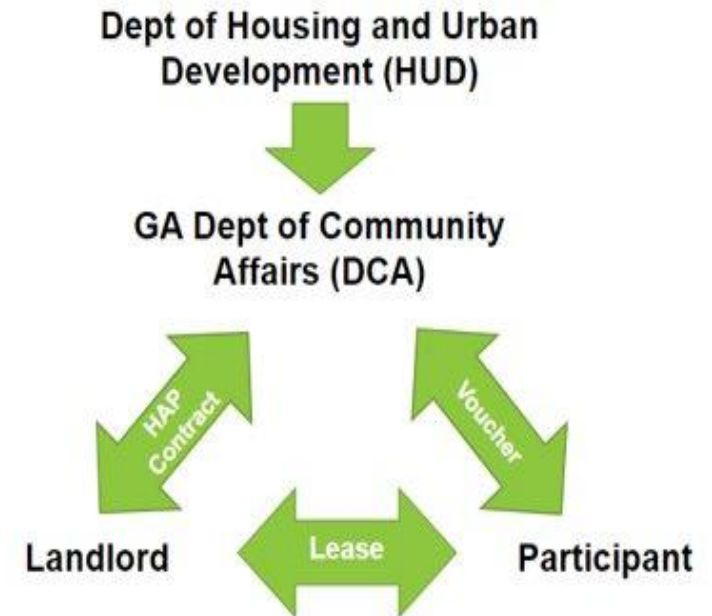 Dept of Housing and Urban
Development (HUD)
GA Dept of Community
Affairs (DCA)
HAP
Contract
Voucher
Landlord
Lease
Participant